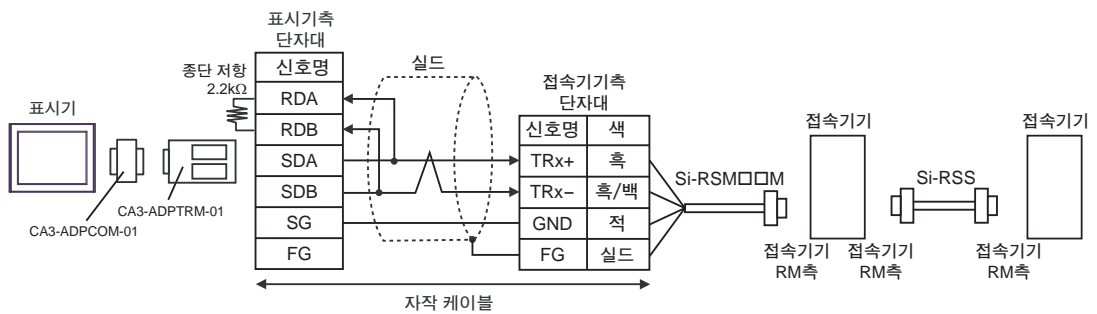 표시기측
단자대
신호명
RDA
RDB
SDA
SDB
SG
FG
종단 저항
2.2kΩ
실드
표시기
CA3-ADPCOM-01
CA3-ADPTRM-01
접속기기측
단자대
신호명 색
TRx+ 흑
TRx− 흑/백
GND 적
FG 실드
자작 케이블
Si-RSM□□M
접속기기
접속기기
RM측
접속기기
RM측
Si-RSS
접속기기
접속기기
RM측